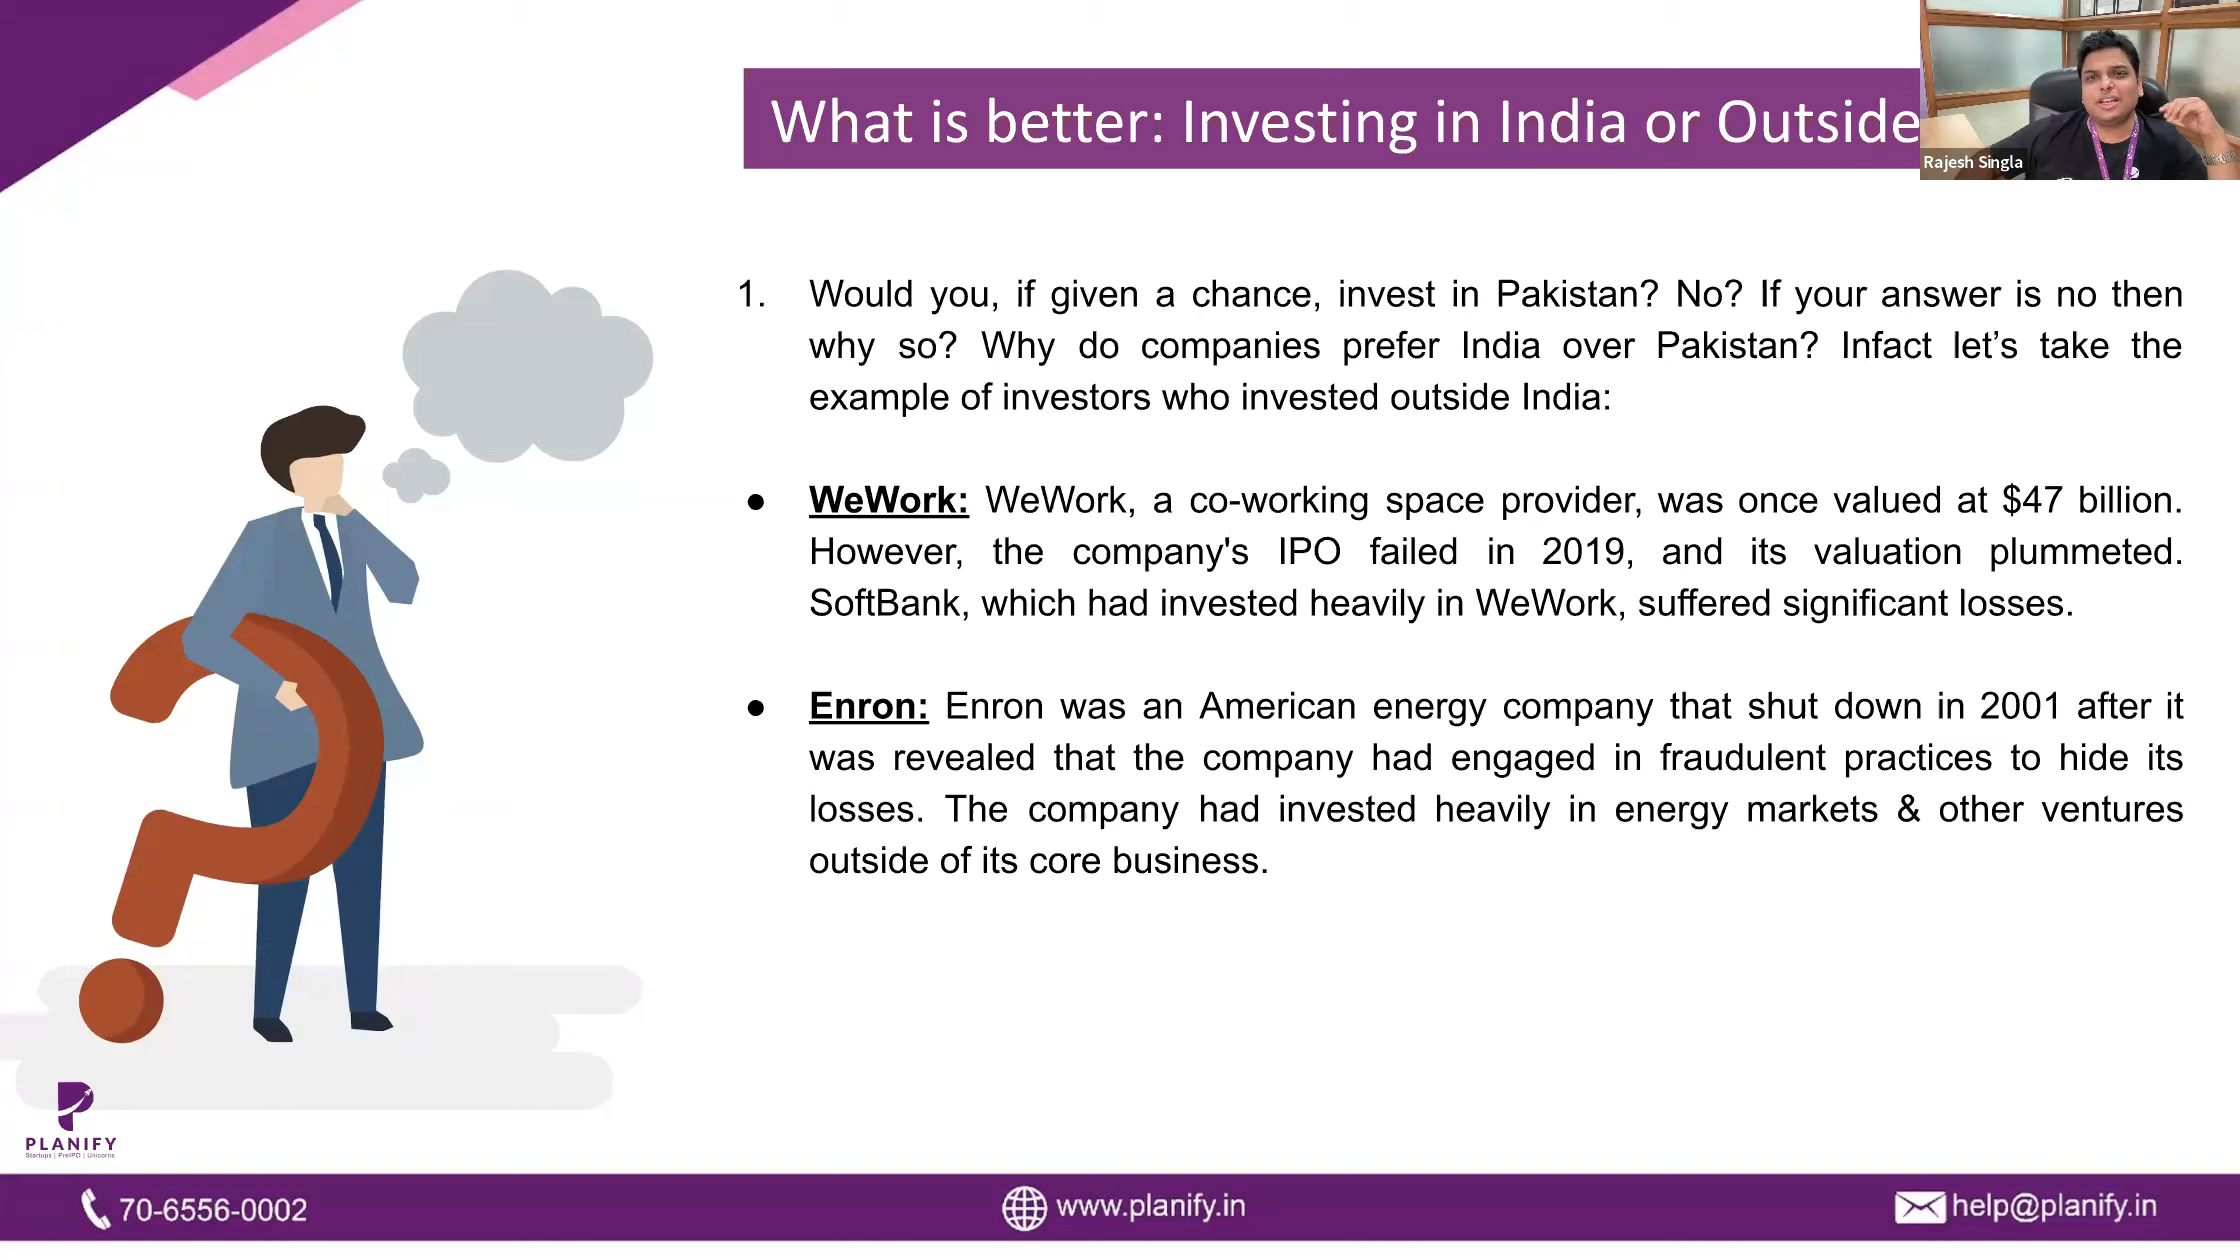 What is better: Investing in India or Outside
Rajesh Singla
1. Would you, if given a chance, invest in Pakistan? No? If your answer is no then
why so? Why do companies prefer India over Pakistan? Infact let’s take the
example of investors who invested outside India:
● WeWork: WeWork, a co-working space provider, was once valued at $47 billion.
However, the company's IPO failed in 2019, and its valuation plummeted.
SoftBank, which had invested heavily in WeWork, suffered significant losses.
● Enron: Enron was an American energy company that shut down in 2001 after it
was revealed that the company had engaged in fraudulent practices to hide its
losses. The company had invested heavily in energy markets & other ventures
outside of its core business.
PLANIFY
Startups | PreIPO | Unicorns
70-6556-0002
www.planify.in
help@planify.in